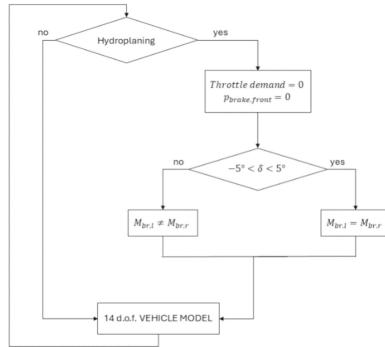 Hydroplaning
no
yes
Throttle demand = 0
p_brake.front = 0
−5° < δ < 5°
no
yes
M_br,l ≠ M_br,r
M_br,l = M_br,r
14 d.o.f. VEHICLE MODEL